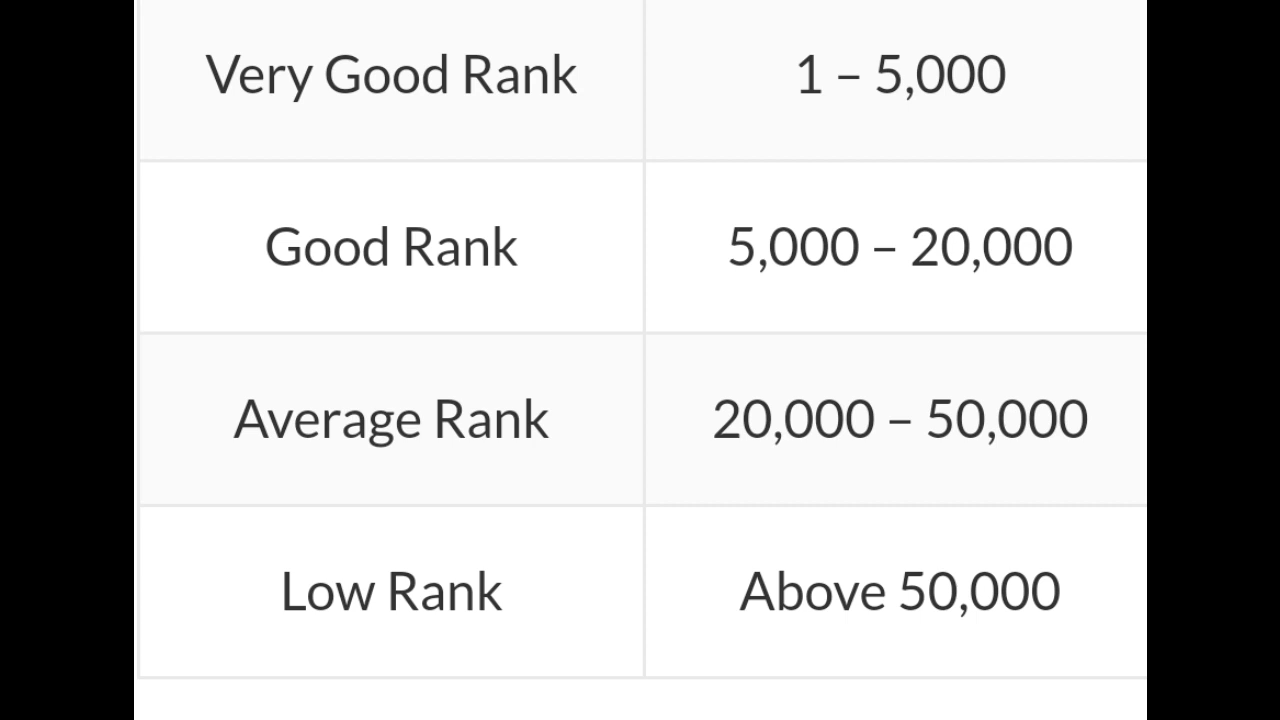 Very Good Rank 1 – 5,000
Good Rank 5,000 – 20,000
Average Rank 20,000 – 50,000
Low Rank Above 50,000